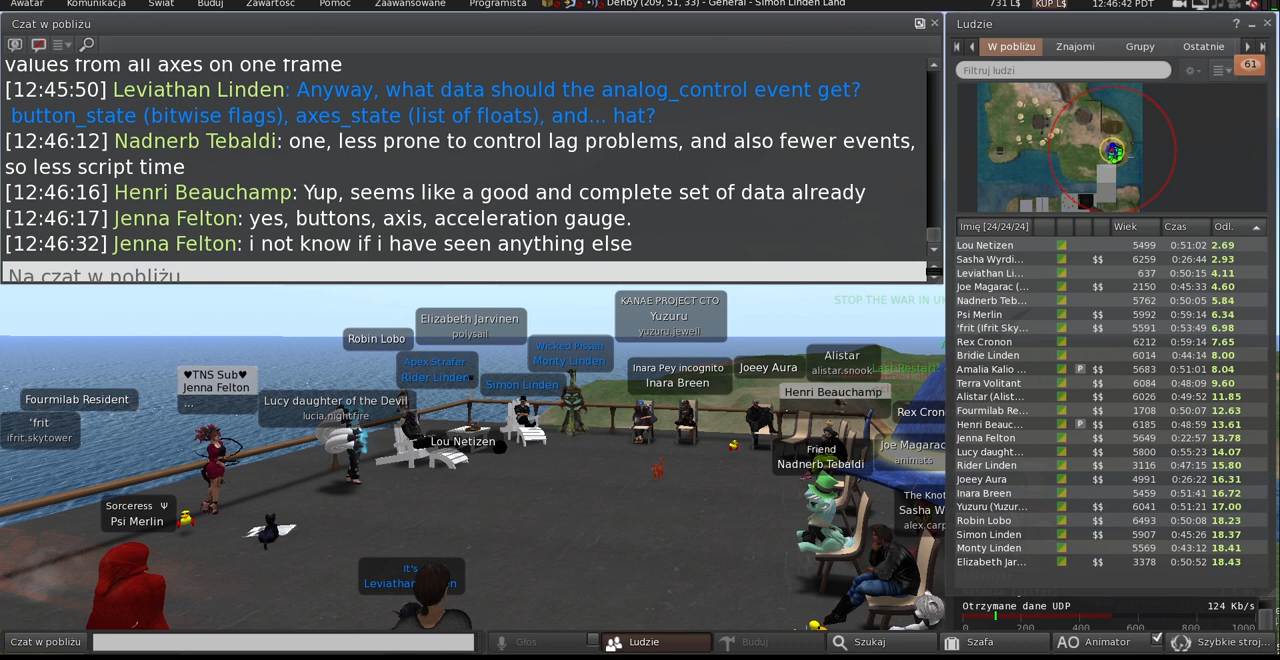 Awatar Komunikacja Świat Buduj Zawartość Pomoc Zaawansowane Programista Denby (209, 51, 33) - General - Simon Linden Land 731 L$ KUP L$ 12:46:42 PDT
Czat w pobliżu
values from all axes on one frame
[12:45:50] Leviathan Linden: Anyway, what data should the analog_control event get?
button_state (bitwise flags), axes_state (list of floats), and... hat?
[12:46:12] Nadnerb Tebaldi: one, less prone to control lag problems, and also fewer events,
so less script time
[12:46:16] Henri Beauchamp: Yup, seems like a good and complete set of data already
[12:46:17] Jenna Felton: yes, buttons, axis, acceleration gauge.
[12:46:32] Jenna Felton: i not know if i have seen anything else
Na czat w pobliżu
STOP THE WAR IN UK
KANAE PROJECT CTO
Yuzuru
yuzuru.jewell
Elizabeth Jarvinen
polysail
Robin Lobo
Wicked Pissah
Monty Linden
Apex Strafer
Rider Linden
Simon Linden
Inara Pey incognito
Inara Breen
Joeey Aura
Alistar
alistar.snook
Last Restart
Henri Beauchamp
♥TNS Sub♥
Jenna Felton
...
Fourmilab Resident
'frit
ifrit.skytower
Lucy daughter of the Devil
lucia.nightfire
Lou Netizen
Rex Cron
Joe Magarac
animats
Friend
Nadnerb Tebaldi
The Knot
Sasha W
alex.carp
Sorceress Ψ
Psi Merlin
It's
Leviathan Linden
Ludzie
? _ ×
W pobliżu Znajomi Grupy Ostatnie
61
Filtruj ludzi
Imię [24/24/24] Wiek Czas Odl.
Lou Netizen 5499 0:51:02 2.69
Sasha Wyrdi... $$ 6259 0:26:44 2.93
Leviathan Li... 637 0:50:15 4.11
Joe Magarac (... $$ 2150 0:45:33 4.60
Nadnerb Teb... 5762 0:50:05 5.84
Psi Merlin $$ 5992 0:59:14 6.34
'frit (Ifrit Sky... $$ 5591 0:53:49 6.98
Rex Cronon 6212 0:59:14 7.65
Bridie Linden 6014 0:44:14 8.00
Amalia Kalio ... P $$ 5683 0:51:01 8.04
Terra Volitant $$ 6084 0:48:09 9.60
Alistar (Alist... $$ 6026 0:49:52 11.85
Fourmilab Re... $$ 1708 0:50:07 12.63
Henri Beauc... P $$ 6185 0:48:59 13.61
Jenna Felton $$ 5649 0:22:57 13.78
Lucy daught... $$ 5800 0:55:23 14.07
Rider Linden $$ 3116 0:47:15 15.80
Joeey Aura $$ 4991 0:26:22 16.31
Inara Breen 5459 0:51:41 16.72
Yuzuru (Yuzur... $$ 6041 0:51:21 17.00
Robin Lobo $$ 6493 0:50:08 18.23
Simon Linden $$ 5907 0:45:26 18.37
Monty Linden 5569 0:43:12 18.41
Elizabeth Jar... $$ 3378 0:50:52 18.43
Otrzymane dane UDP 124 Kb/s
0 200 400 600 800 1000
Czat w pobliżu Głos Ludzie Buduj Szukaj Szafa AO Animator Szybkie stroj...